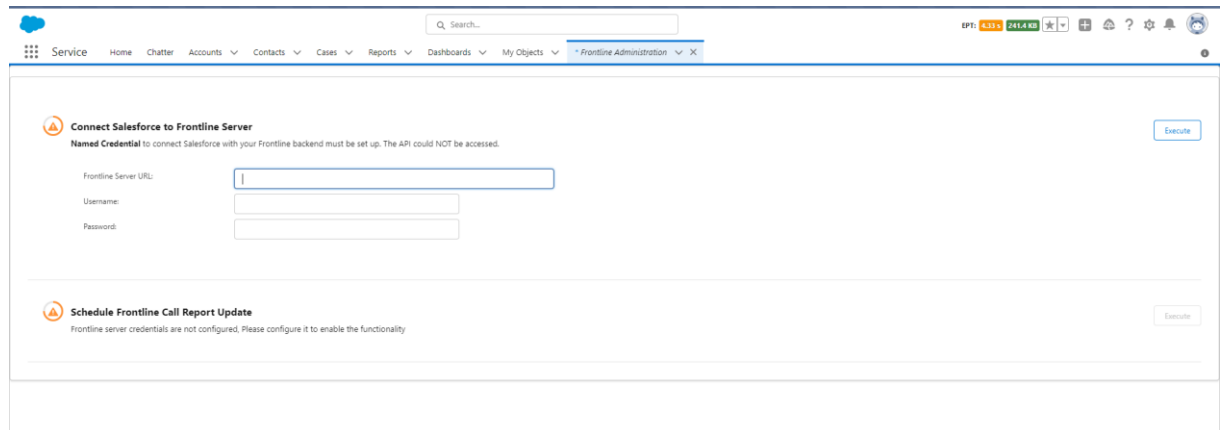 Search...
EPT: 4.33 s 241.4 KB
Service Home Chatter Accounts Contacts Cases Reports Dashboards My Objects * Frontline Administration
Connect Salesforce to Frontline Server
Execute
Named Credential to connect Salesforce with your Frontline backend must be set up. The API could NOT be accessed.
Frontline Server URL:
Username:
Password:
Schedule Frontline Call Report Update
Execute
Frontline server credentials are not configured, Please configure it to enable the functionality